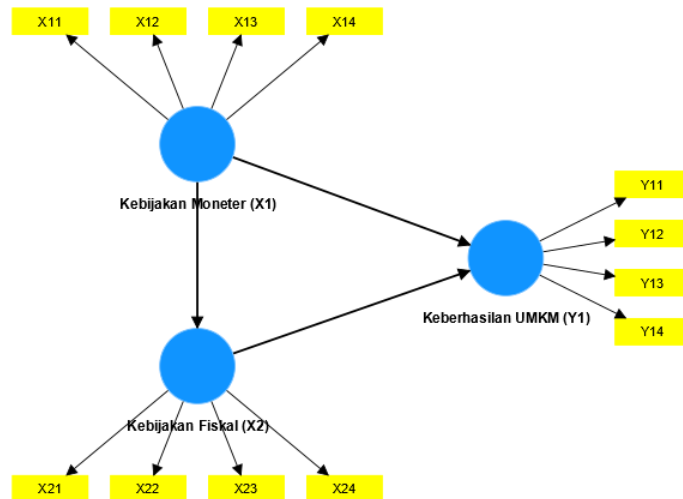 X11
X12
X13
X14
Kebijakan Moneter (X1)
Y11
Y12
Y13
Y14
Keberhasilan UMKM (Y1)
Kebijakan Fiskal (X2)
X21
X22
X23
X24